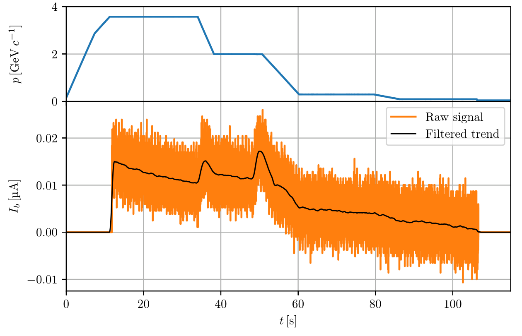 4
2
0
p [GeV c⁻¹]
Raw signal
Filtered trend
0.02
0.01
0.00
−0.01
I_b [µA]
0 20 40 60 80 100
t [s]